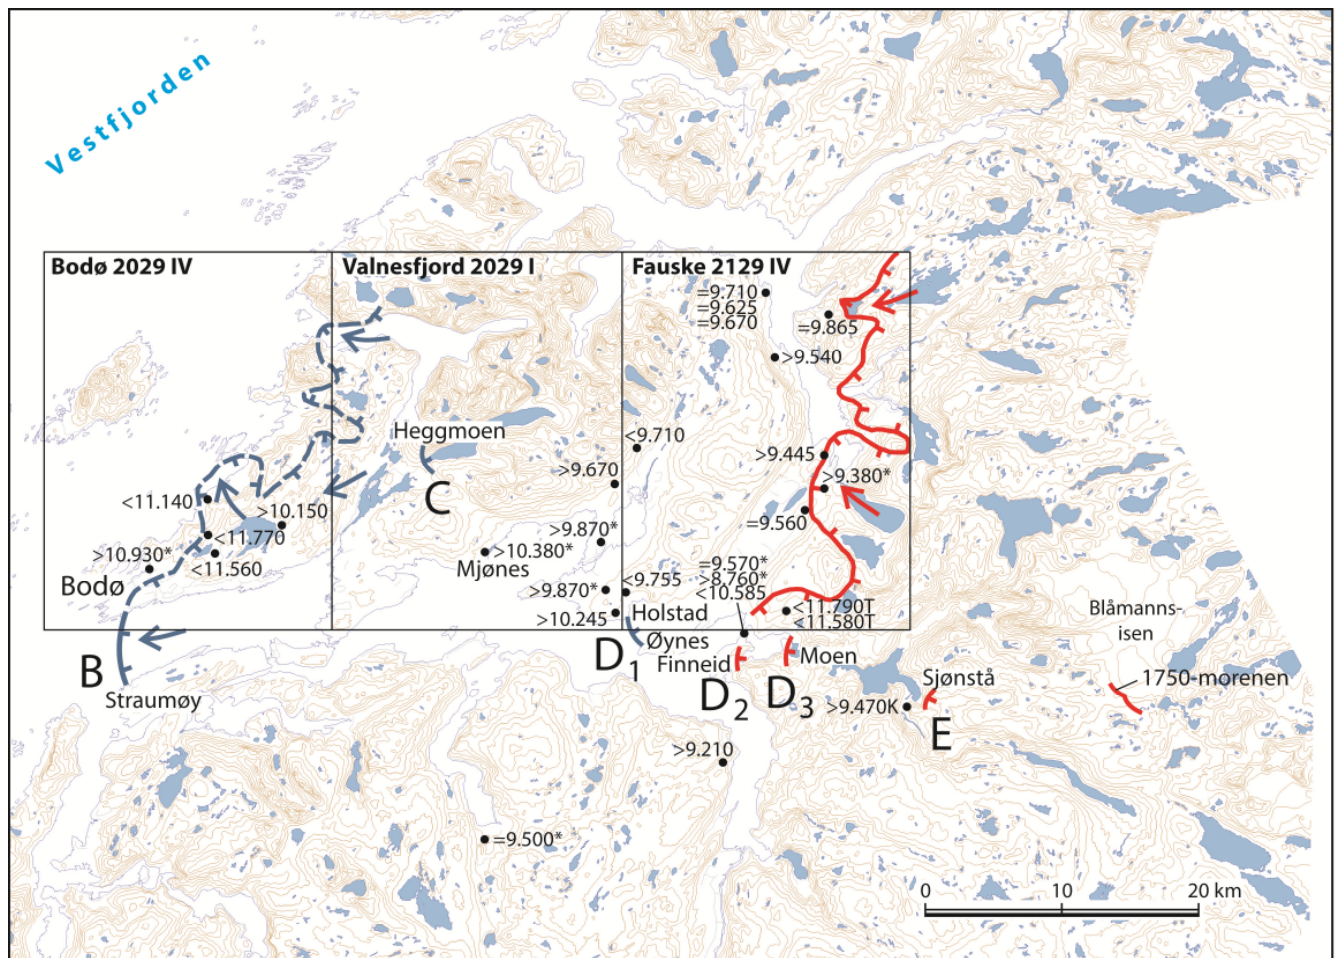 Vestfjorden
Bodø 2029 IV
Valnesfjord 2029 I
Fauske 2129 IV
=9.710
=9.625
=9.670
=9.865
>9.540
Heggmoen
<9.710
>9.445
>9.670
>9.380*
C
<11.140
>10.150
=9.560
<11.770
>9.870*
>10.930*
<11.560
>10.380*
Mjønes
=9.570*
>8.760*
<10.585
Bodø
>9.870*
<9.755
<11.790T
<11.580T
Holstad
>10.245
Blåmanns-
isen
Øynes
D1
Finneid
Moen
B
Straumøy
D2
D3
Sjønstå
1750-morenen
>9.470K
E
>9.210
=9.500*
0 10 20 km